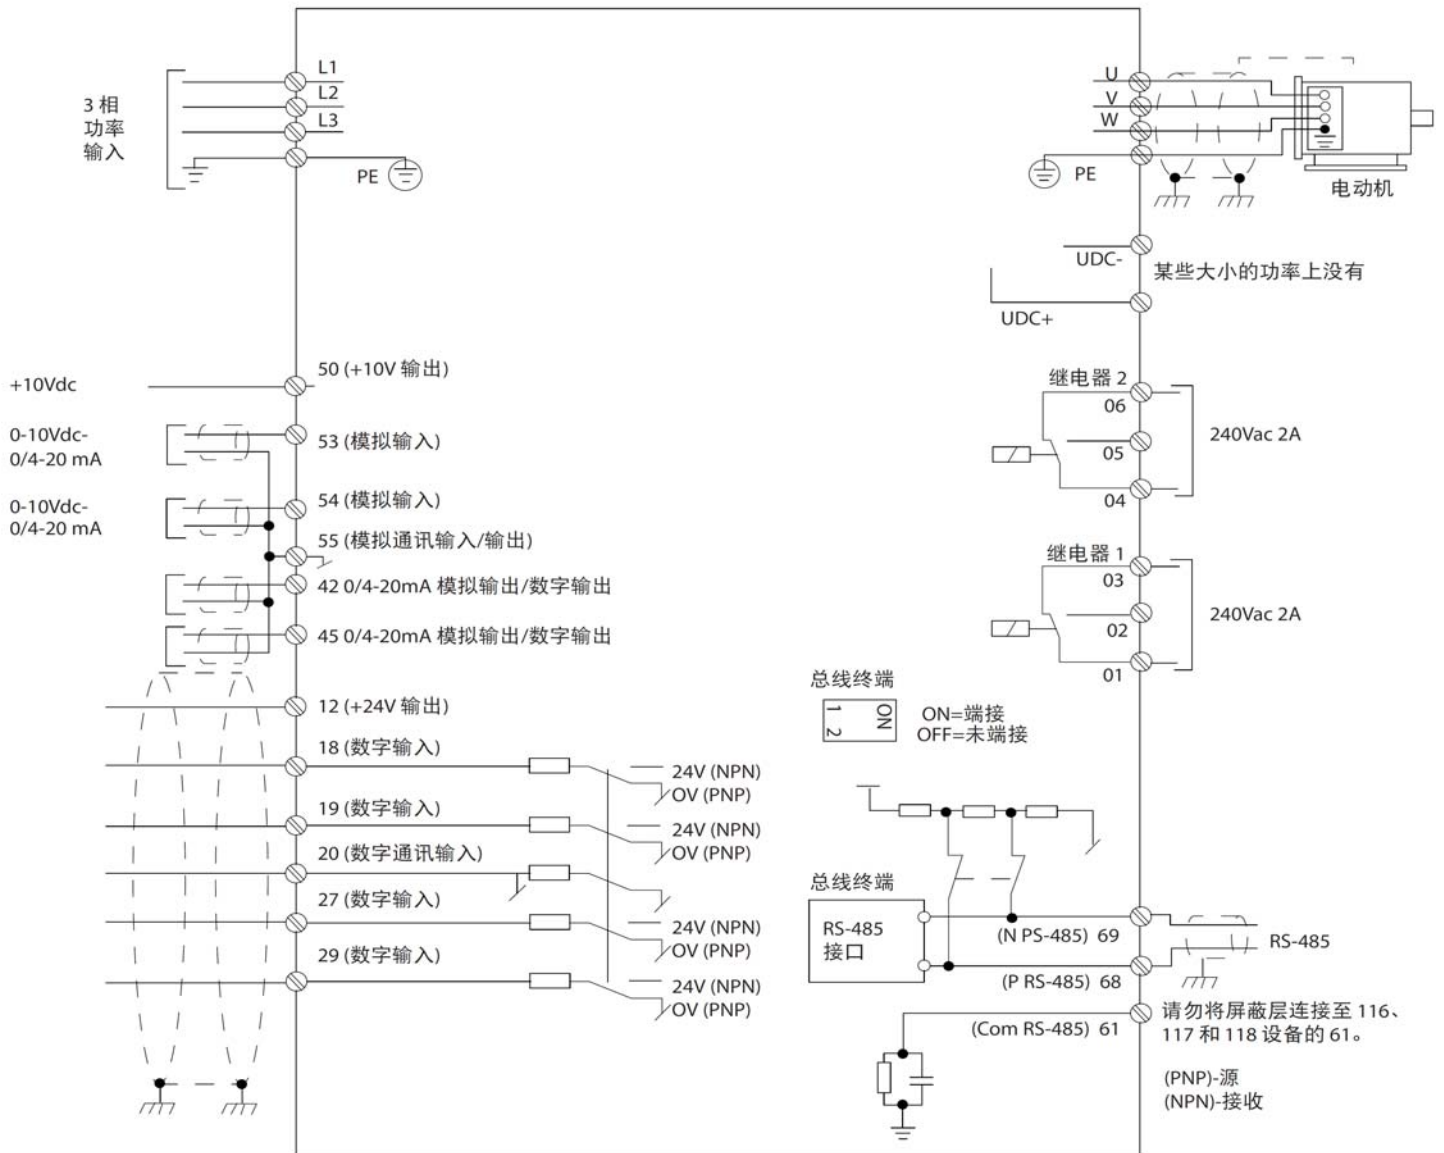 3 相
功率
输入
L1
L2
L3
PE
U
V
W
PE
电动机
UDC-
某些大小的功率上没有
UDC+
+10Vdc
50 (+10V 输出)
0-10Vdc-
0/4-20 mA
53 (模拟输入)
0-10Vdc-
0/4-20 mA
54 (模拟输入)
55 (模拟通讯输入/输出)
42 0/4-20mA 模拟输出/数字输出
45 0/4-20mA 模拟输出/数字输出
12 (+24V 输出)
18 (数字输入)
24V (NPN)
OV (PNP)
19 (数字输入)
24V (NPN)
OV (PNP)
20 (数字通讯输入)
27 (数字输入)
24V (NPN)
OV (PNP)
29 (数字输入)
24V (NPN)
OV (PNP)
继电器 2
06
05
04
240Vac 2A
继电器 1
03
02
01
240Vac 2A
总线终端
1
2
ON
ON=端接
OFF=未端接
总线终端
RS-485
接口
(N PS-485) 69
RS-485
(P RS-485) 68
(Com RS-485) 61
请勿将屏蔽层连接至 116、
117 和 118 设备的 61。
(PNP)-源
(NPN)-接收